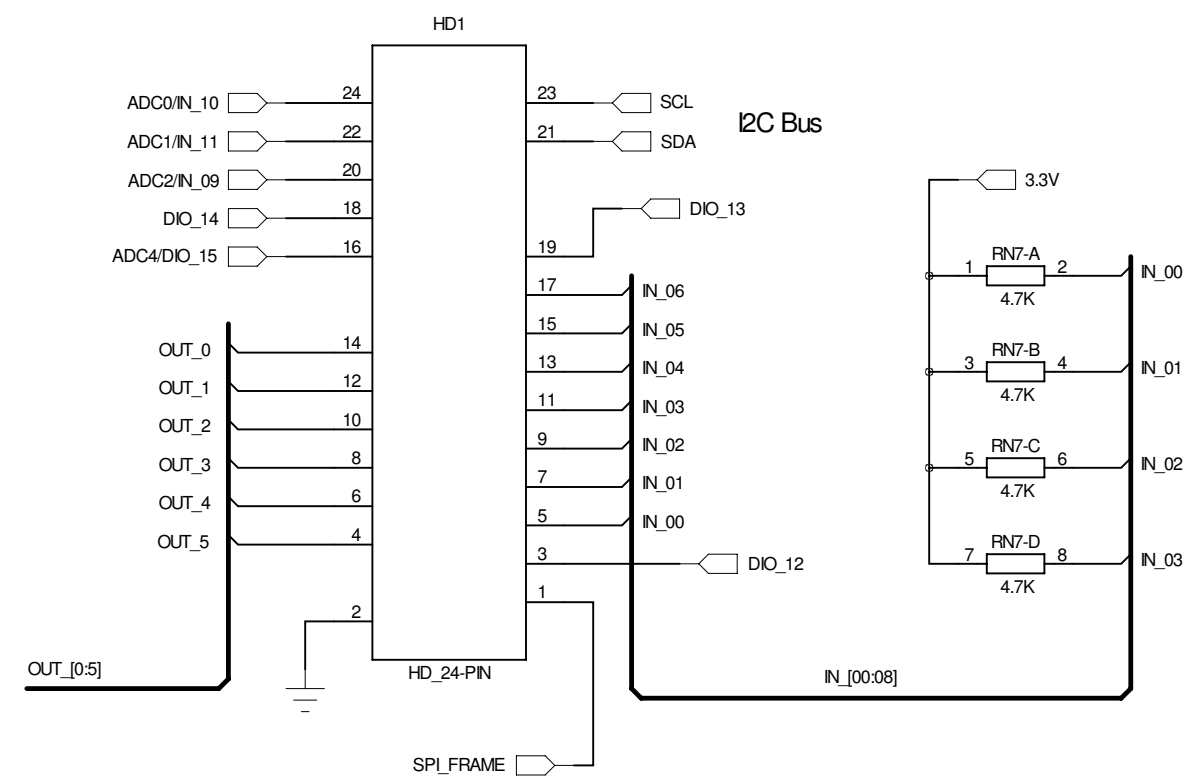 HD1
ADC0/IN_10 24 23 SCL
I2C Bus
ADC1/IN_11 22 21 SDA
ADC2/IN_09 20 3.3V
DIO_14 18 DIO_13
ADC4/DIO_15 16 19
RN7-A
1 2 IN_00
4.7K
17 IN_06
15 IN_05
OUT_0 14
RN7-B
13 IN_04 3 4 IN_01
4.7K
OUT_1 12
11 IN_03
OUT_2 10
9 IN_02
RN7-C
OUT_3 8 5 6 IN_02
4.7K
7 IN_01
OUT_4 6
5 IN_00
OUT_5 4
RN7-D
3 DIO_12 7 8 IN_03
4.7K
1
2
OUT_[0:5] HD_24-PIN IN_[00:08]
SPI_FRAME